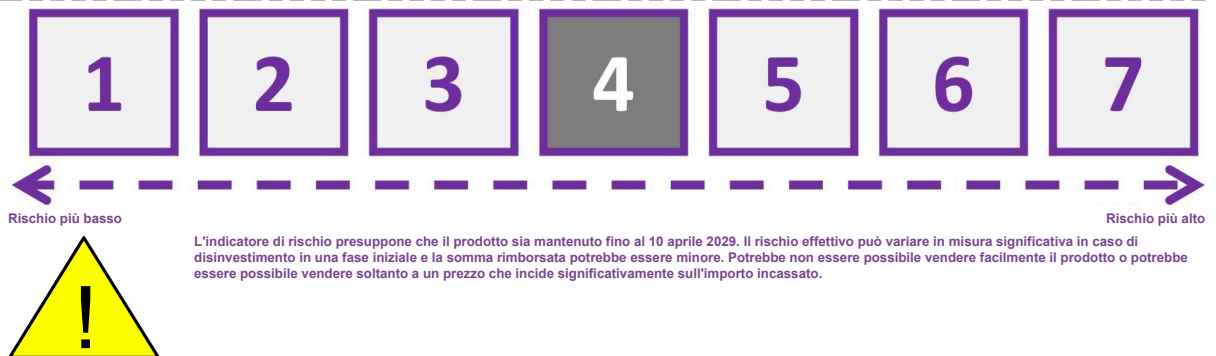 1 2 3 4 5 6 7
Rischio più basso Rischio più alto
L'indicatore di rischio presuppone che il prodotto sia mantenuto fino al 10 aprile 2029. Il rischio effettivo può variare in misura significativa in caso di
disinvestimento in una fase iniziale e la somma rimborsata potrebbe essere minore. Potrebbe non essere possibile vendere facilmente il prodotto o potrebbe
essere possibile vendere soltanto a un prezzo che incide significativamente sull'importo incassato.
!